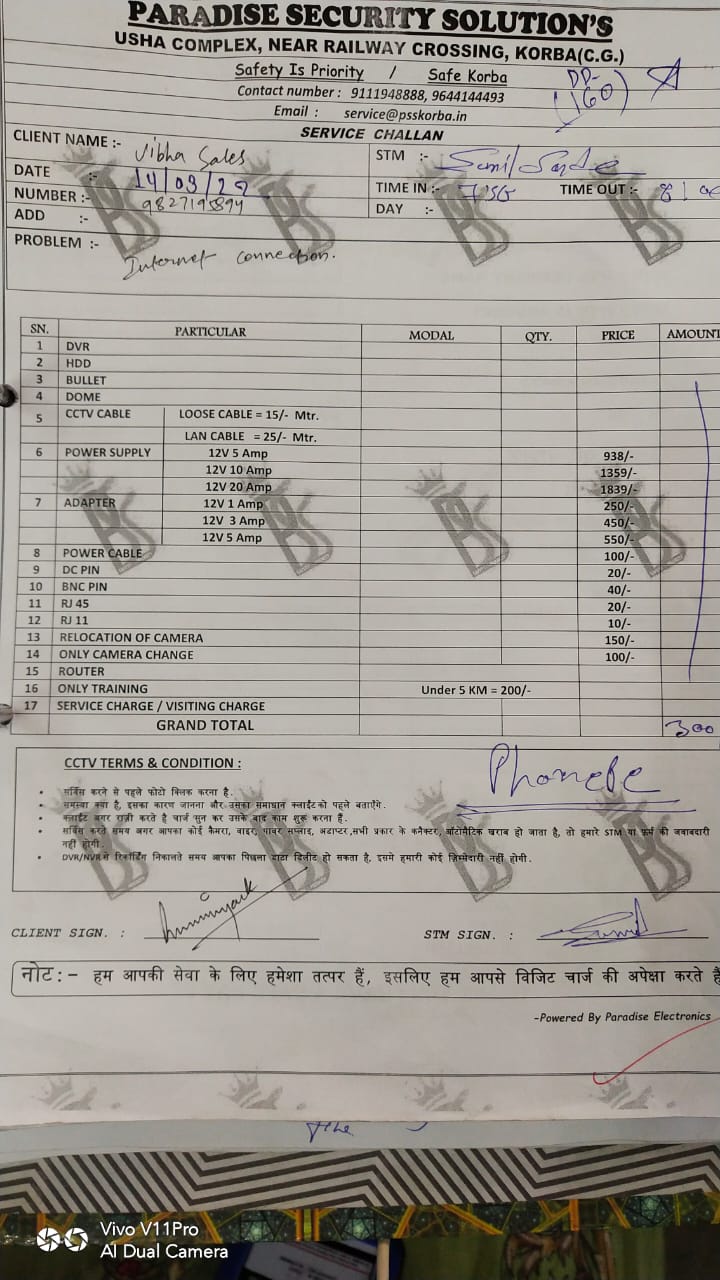 PARADISE SECURITY SOLUTION'S
USHA COMPLEX, NEAR RAILWAY CROSSING, KORBA(C.G.)
Safety Is Priority / Safe Korba
Contact number : 9111948888, 9644144493
Email : service@psskorba.in
DD-
(160)
SERVICE CHALLAN
CLIENT NAME :- Vibha Sales
STM :- Sunil
DATE :- 14/09/22
TIME IN :- 7:50 TIME OUT :- 8
NUMBER :- 9827195894
DAY :-
ADD :-
PROBLEM :- Internet connection.
SN. PARTICULAR MODAL QTY. PRICE AMOUNT
1 DVR
2 HDD
3 BULLET
4 DOME
5 CCTV CABLE LOOSE CABLE = 15/- Mtr.
LAN CABLE = 25/- Mtr.
6 POWER SUPPLY 12V 5 Amp 938/-
12V 10 Amp 1359/-
12V 20 Amp 1839/-
7 ADAPTER 12V 1 Amp 250/-
12V 3 Amp 450/-
12V 5 Amp 550/-
8 POWER CABLE 100/-
9 DC PIN 20/-
10 BNC PIN 40/-
11 RJ 45 20/-
12 RJ 11 10/-
13 RELOCATION OF CAMERA 150/-
14 ONLY CAMERA CHANGE 100/-
15 ROUTER
16 ONLY TRAINING Under 5 KM = 200/-
17 SERVICE CHARGE / VISITING CHARGE
GRAND TOTAL 300
CCTV TERMS & CONDITION :
Phonepe
• सर्विस करने से पहले फोटो क्लिक करना है.
• समस्या क्या है, इसका कारण जानना और उसका समाधान क्लाईंट को पहले बताऐंगे.
• क्लाईंट अगर राज़ी करते है चार्ज सुन कर उसके बाद काम शुरू करना है.
• सर्विस करते समय अगर आपका कोई कैमरा, वाइर, पावर सप्लाइ, अडाप्टर,सभी प्रकार के कनैक्टर, ऑटोमैटिक खराब हो जाता है, तो हमारे STM या फ़र्म की जवाबदारी
नहीं होगी.
• DVR/NVR से रिकॉर्डिंग निकालते समय आपका पिछला डाटा डिलीट हो सकता है, इसमे हमारी कोई ज़िम्मेदारी नहीं होगी.
CLIENT SIGN. :
STM SIGN. : Sunil
नोट:- हम आपकी सेवा के लिए हमेशा तत्पर हैं, इसलिए हम आपसे विजिट चार्ज की अपेक्षा करते हैं
-Powered By Paradise Electronics
Vivo V11Pro
AI Dual Camera